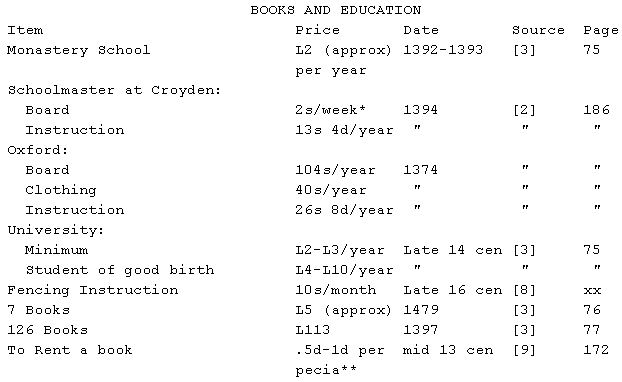 BOOKS AND EDUCATION
Item Price Date Source Page
Monastery School L2 (approx) 1392-1393 [3] 75
per year
Schoolmaster at Croyden:
Board 2s/week* 1394 [2] 186
Instruction 13s 4d/year " " "
Oxford:
Board 104s/year 1374 " "
Clothing 40s/year " " "
Instruction 26s 8d/year " " "
University:
Minimum L2-L3/year Late 14 cen [3] 75
Student of good birth L4-L10/year " " "
Fencing Instruction 10s/month Late 16 cen [8] xx
7 Books L5 (approx) 1479 [3] 76
126 Books L113 1397 [3] 77
To Rent a book .5d-1d per mid 13 cen [9] 172
pecia**